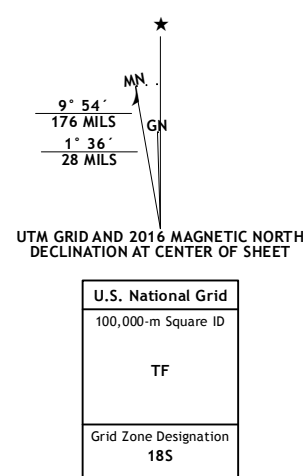 ★
MN
GN
9° 54´
176 MILS
1° 36´
28 MILS
UTM GRID AND 2016 MAGNETIC NORTH
DECLINATION AT CENTER OF SHEET
U.S. National Grid
100,000-m Square ID
TF
Grid Zone Designation
18S